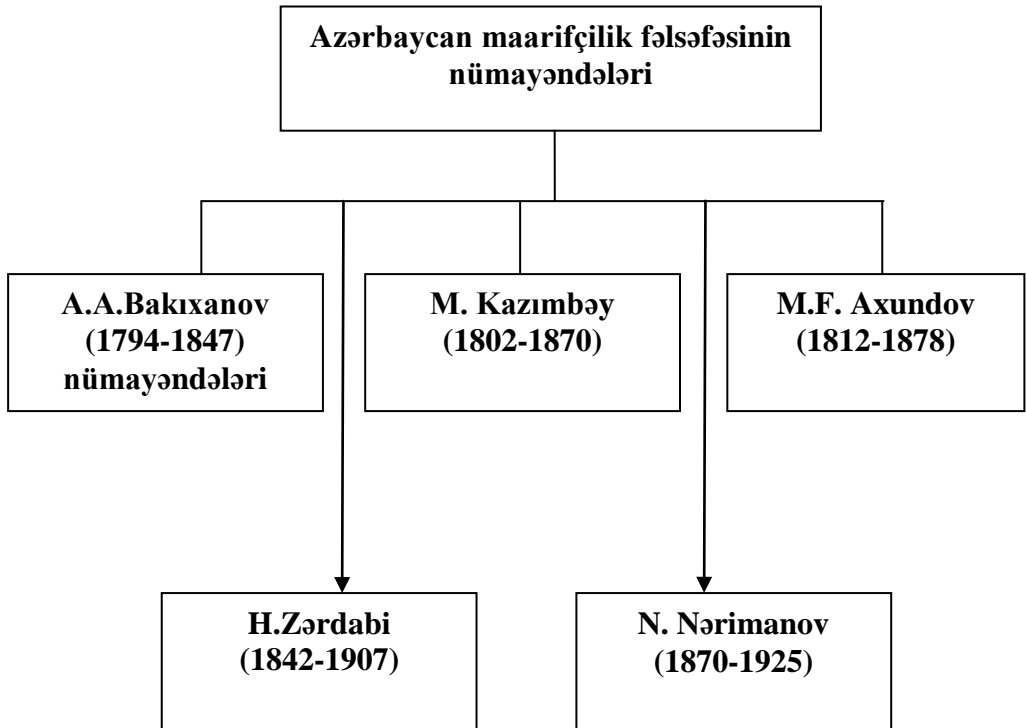 Azərbaycan maarifçilik fəlsəfəsinin
nümayəndələri
A.A.Bakıxanov
(1794-1847)
nümayəndələri
M. Kazımbəy
(1802-1870)
M.F. Axundov
(1812-1878)
H.Zərdabi
(1842-1907)
N. Nərimanov
(1870-1925)